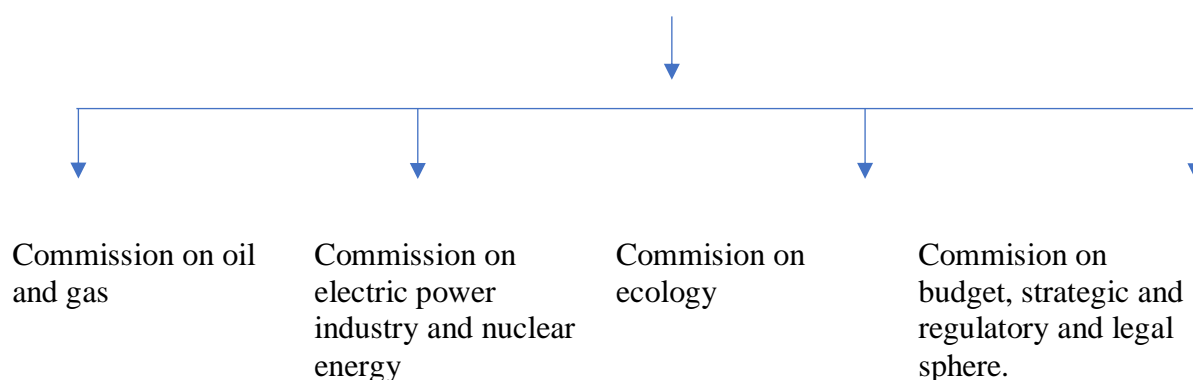 Commission on oil
and gas
Commission on
electric power
industry and nuclear
energy
Commision on
ecology
Commision on
budget, strategic and
regulatory and legal
sphere.